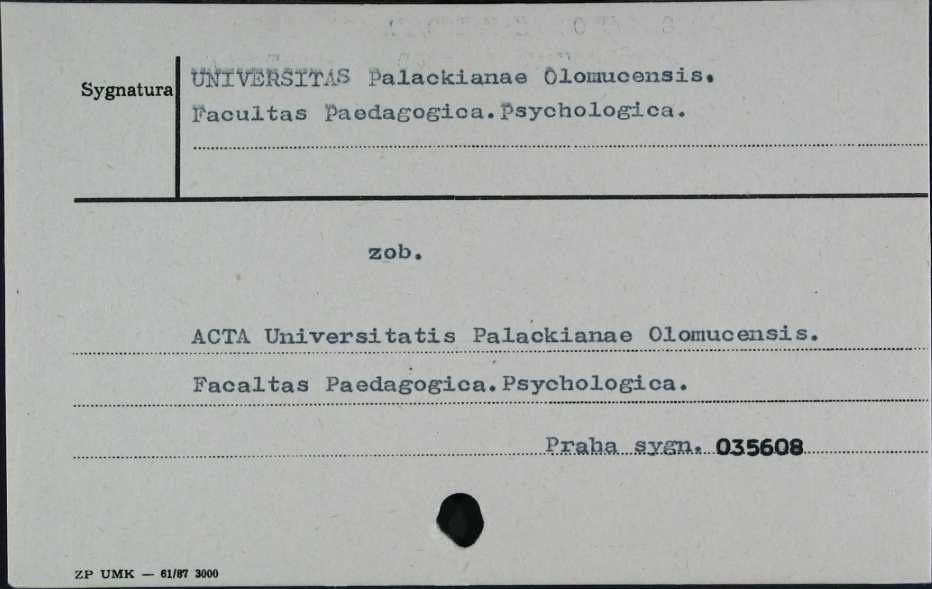 UNIVERSITAS Palackianae Olomucensis.
Sygnatura
Facultas Paedagogica.Psychologica.
zob.
ACTA Universitatis Palackianae Olomucensis.
Facaltas Paedagogica.Psychologica.
Praha sygn. 035608
ZP UMK — 61/87 3000